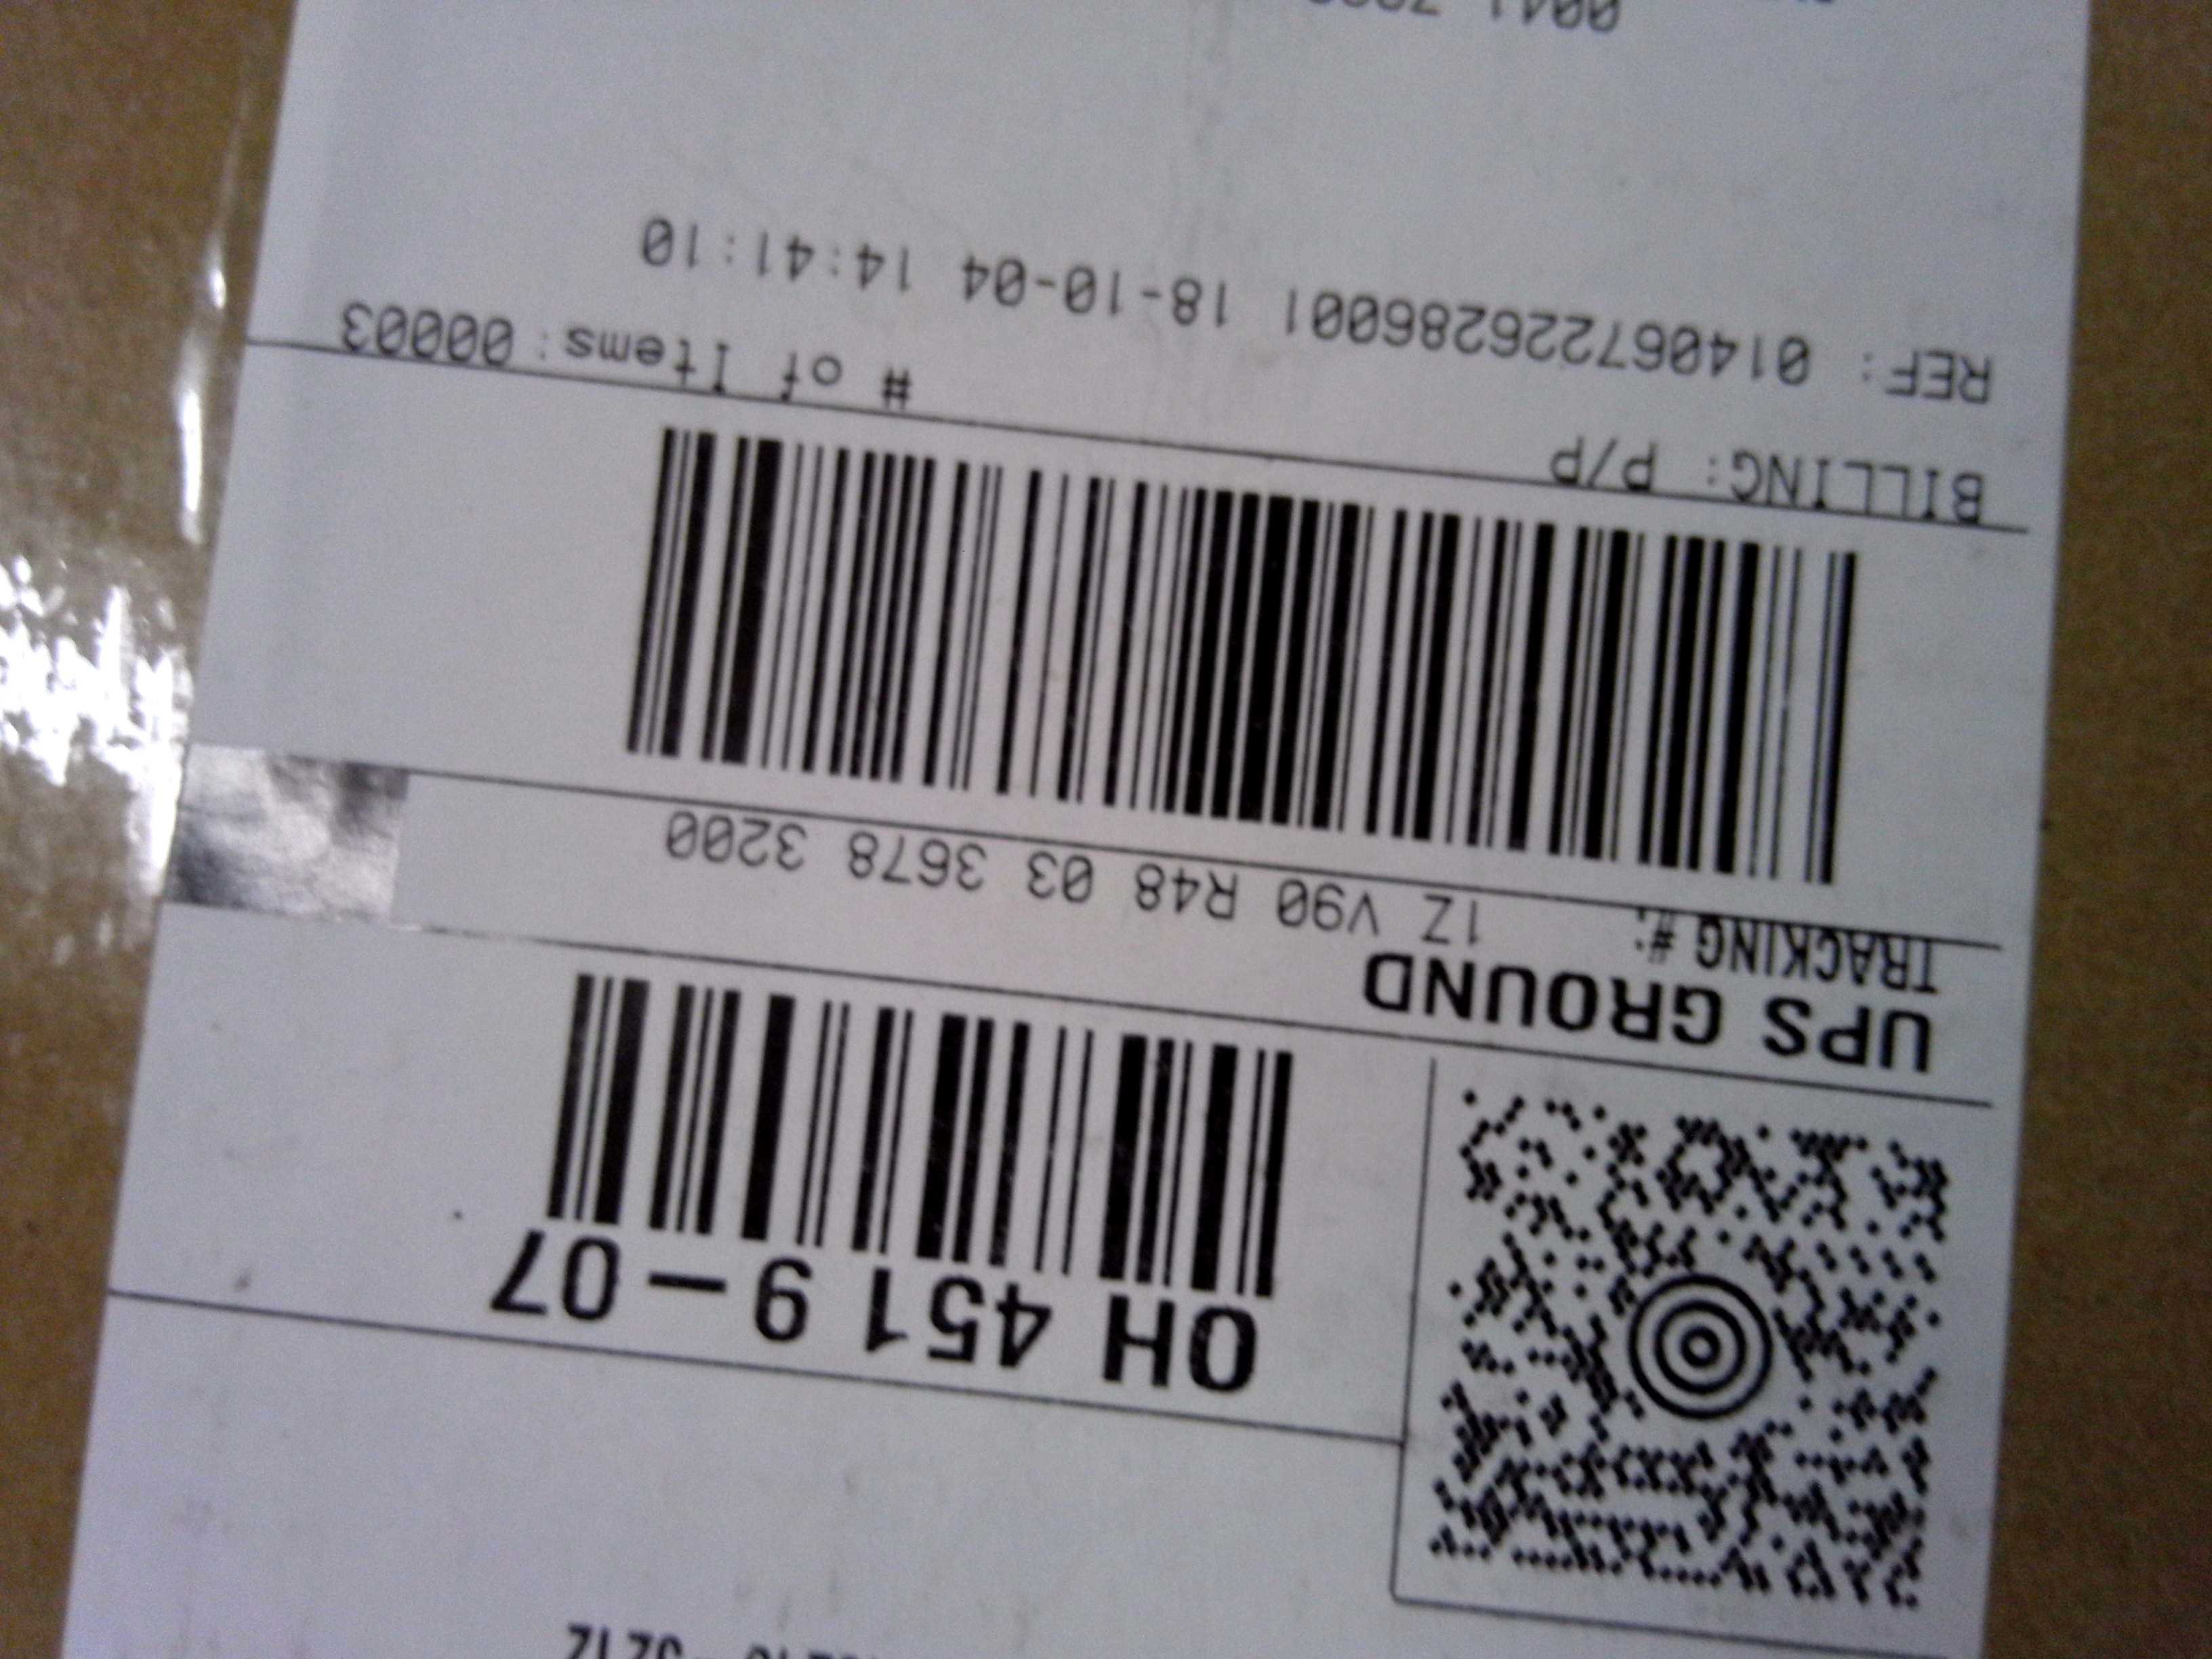 OH 451 9-07
UPS GROUND
TRACKING #: 1Z V90 R48 03 3678 3200
BILLING: P/P
# of Items: 00003
REF: 014067226286001 18-10-04 14:41:10